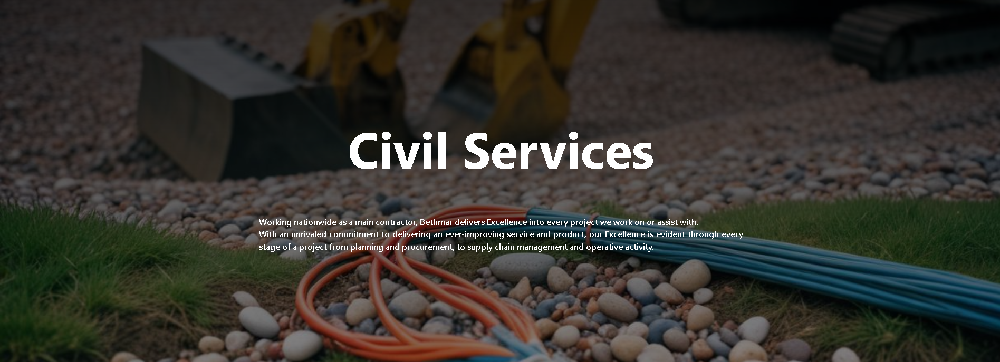 Civil Services
Working nationwide as a main contractor, Bethmar delivers Excellence into every project we work on or assist with.
With an unrivaled commitment to delivering an ever-improving service and product, our Excellence is evident through every
stage of a project from planning and procurement, to supply chain management and operative activity.